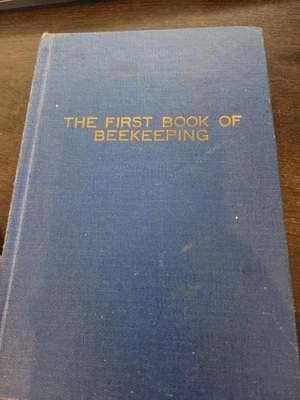 THE FIRST BOOK OF
BEEKEEPING